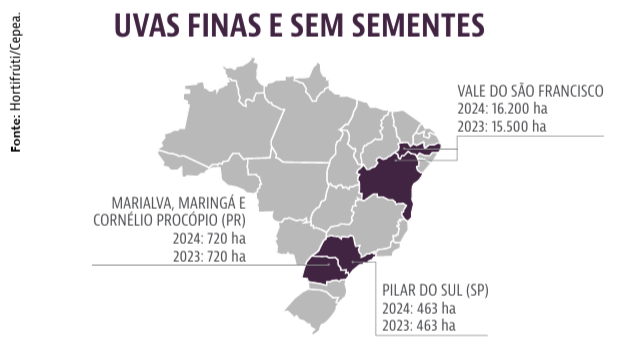 UVAS FINAS E SEM SEMENTES
Fonte: Hortifrúti/Cepea.
VALE DO SÃO FRANCISCO
2024: 16.200 ha
2023: 15.500 ha
MARIALVA, MARINGÁ E
CORNÉLIO PROCÓPIO (PR)
2024: 720 ha
2023: 720 ha
PILAR DO SUL (SP)
2024: 463 ha
2023: 463 ha